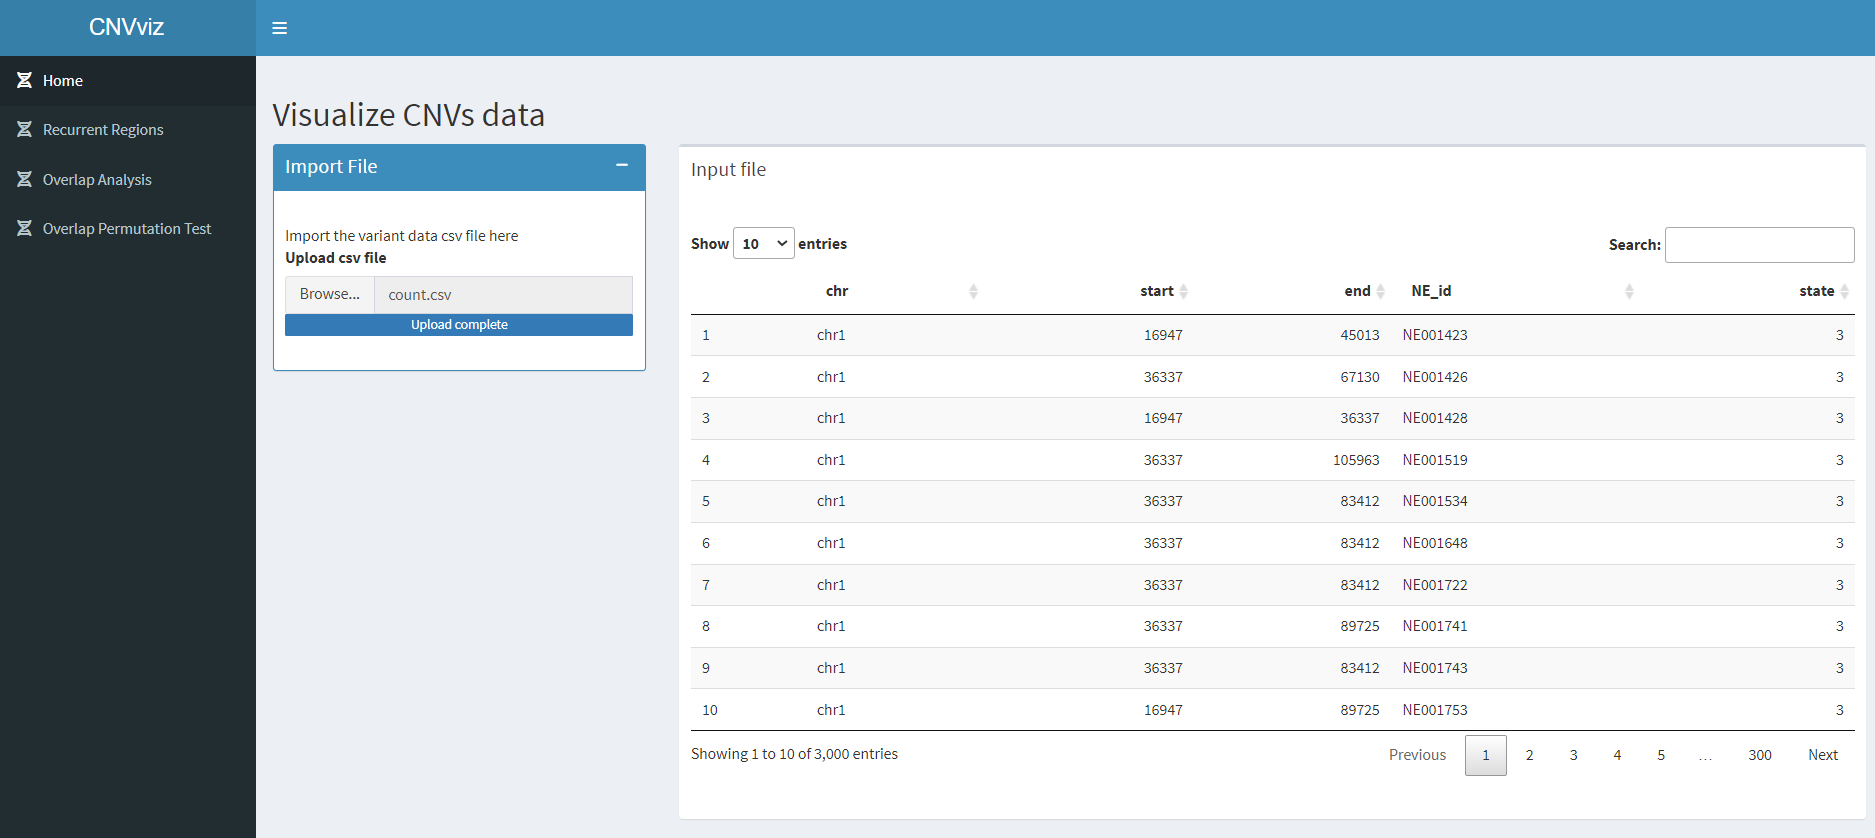 CNVviz
Home
Recurrent Regions
Overlap Analysis
Overlap Permutation Test
Visualize CNVs data
Import File
Import the variant data csv file here
Upload csv file
Browse... count.csv
Upload complete
Input file
Show 10 entries Search:
chr start end NE_id state
1 chr1 16947 45013 NE001423 3
2 chr1 36337 67130 NE001426 3
3 chr1 16947 36337 NE001428 3
4 chr1 36337 105963 NE001519 3
5 chr1 36337 83412 NE001534 3
6 chr1 36337 83412 NE001648 3
7 chr1 36337 83412 NE001722 3
8 chr1 36337 89725 NE001741 3
9 chr1 36337 83412 NE001743 3
10 chr1 16947 89725 NE001753 3
Showing 1 to 10 of 3,000 entries Previous 1 2 3 4 5 ... 300 Next